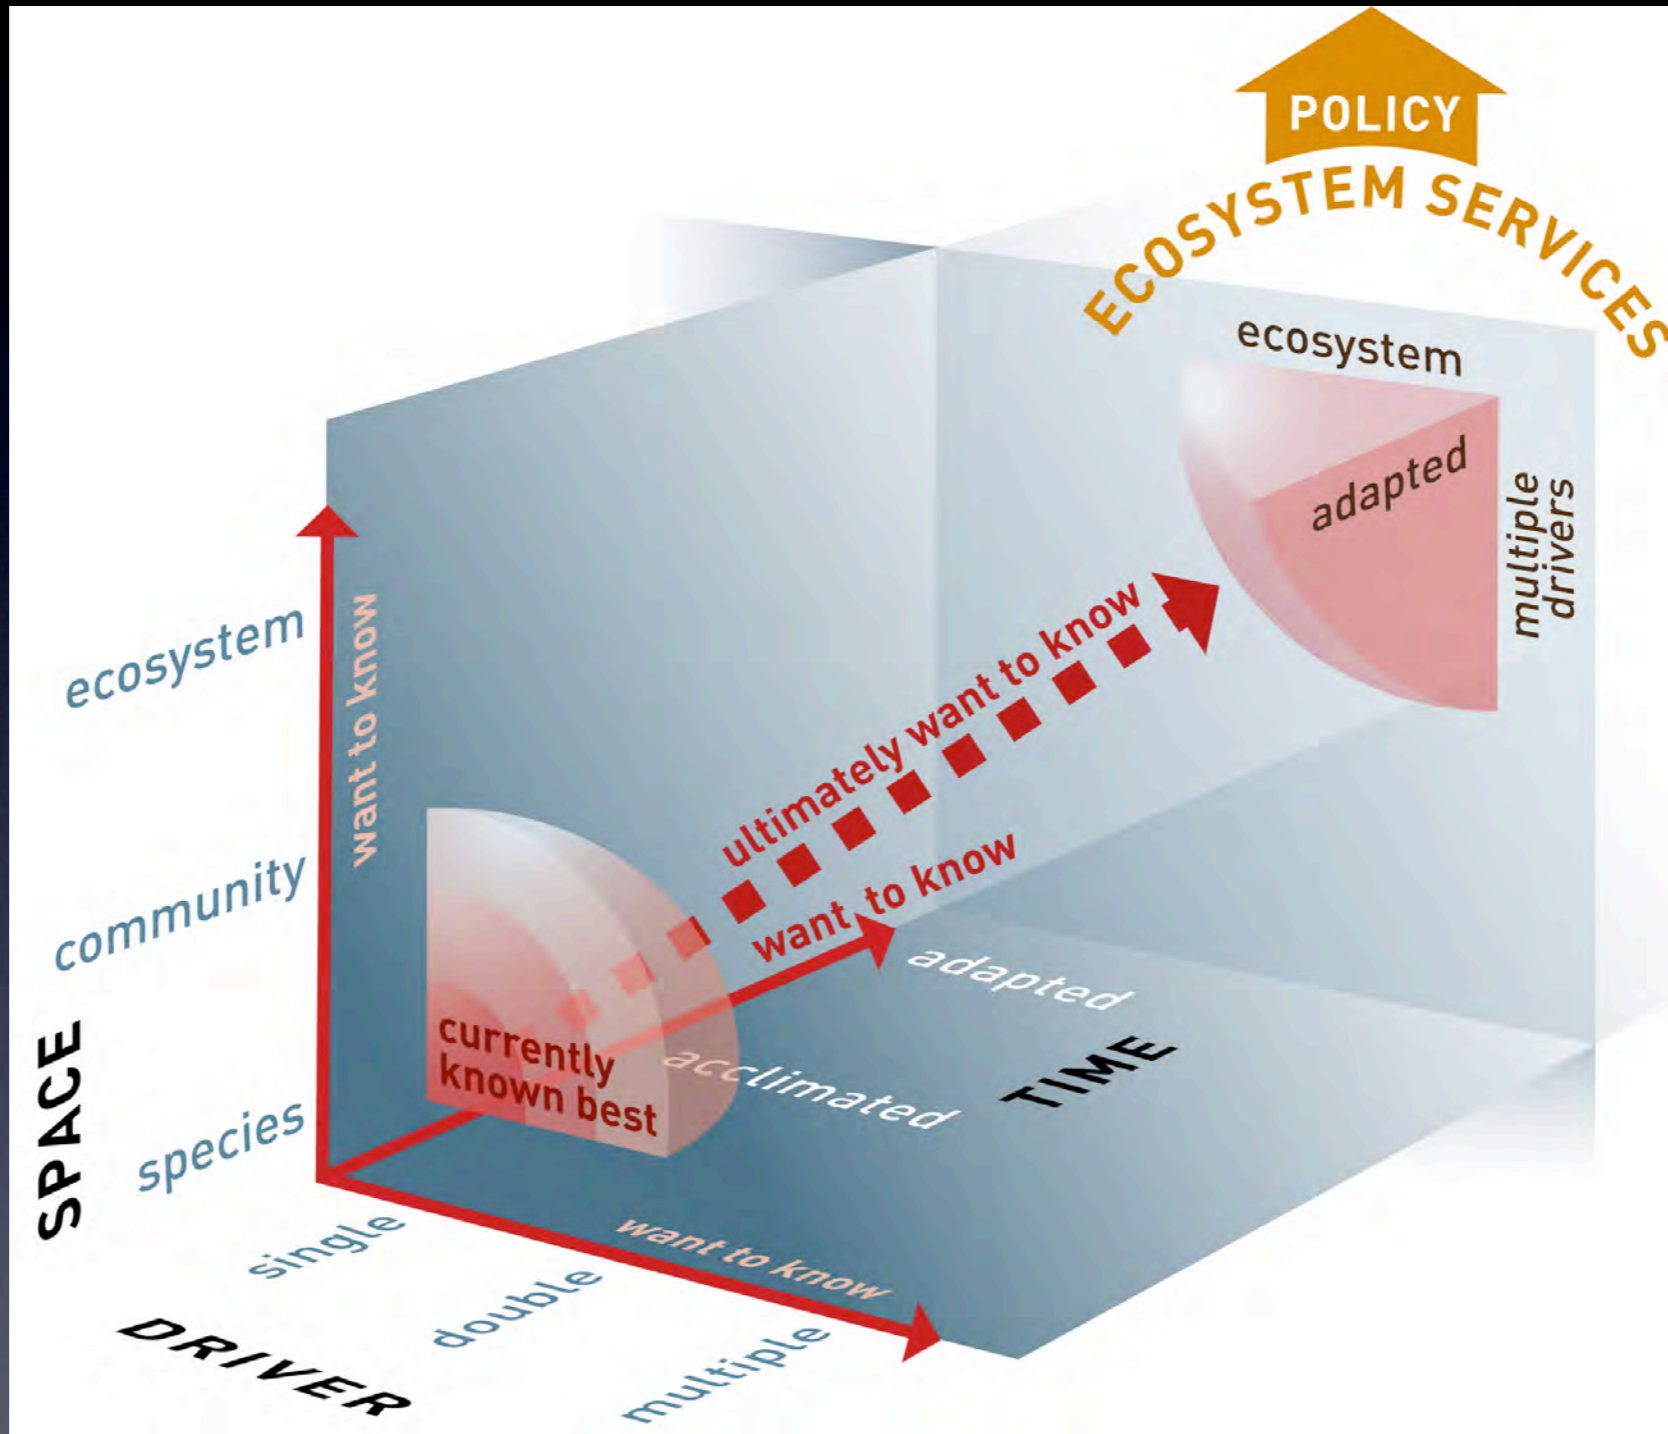 POLICY
ECOSYSTEM SERVICES
ecosystem
adapted
multiple
drivers
ecosystem
want to know
ultimately want to know
want to know
community
adapted
SPACE
currently
known best
acclimated
TIME
species
single
want to know
double
multiple
DRIVER